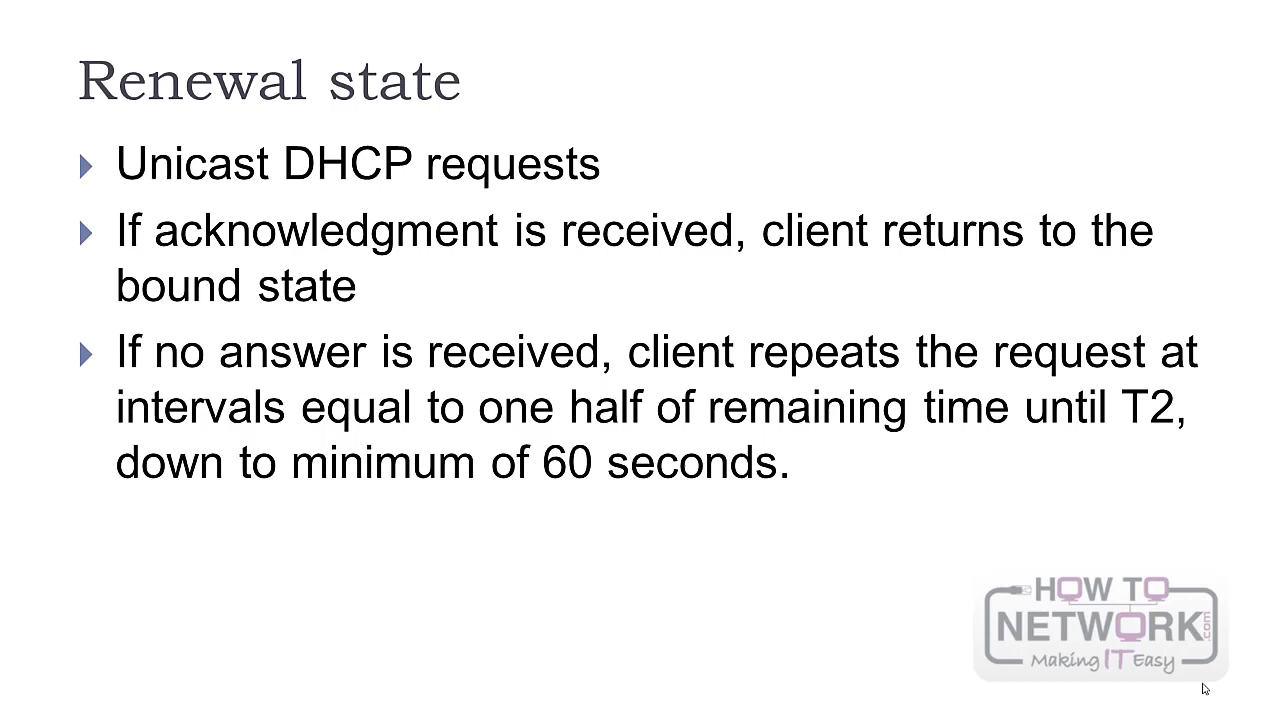 Renewal state
Unicast DHCP requests
If acknowledgment is received, client returns to the
bound state
If no answer is received, client repeats the request at
intervals equal to one half of remaining time until T2,
down to minimum of 60 seconds.
HOW TO
NETWORK.com
Making IT Easy